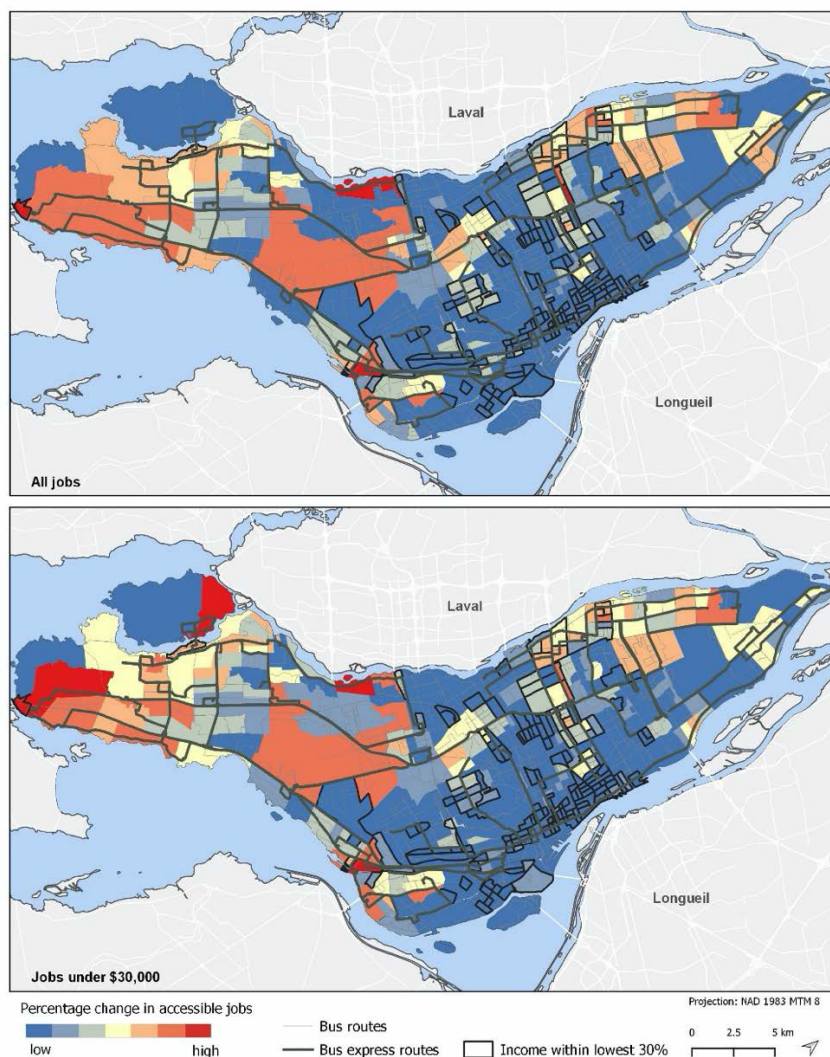 Laval
Longueil
All jobs
Laval
Longueil
Jobs under $30,000
Percentage change in accessible jobs
low high
Bus routes
Bus express routes
Income within lowest 30%
Projection: NAD 1983 MTM 8
0 2.5 5 km